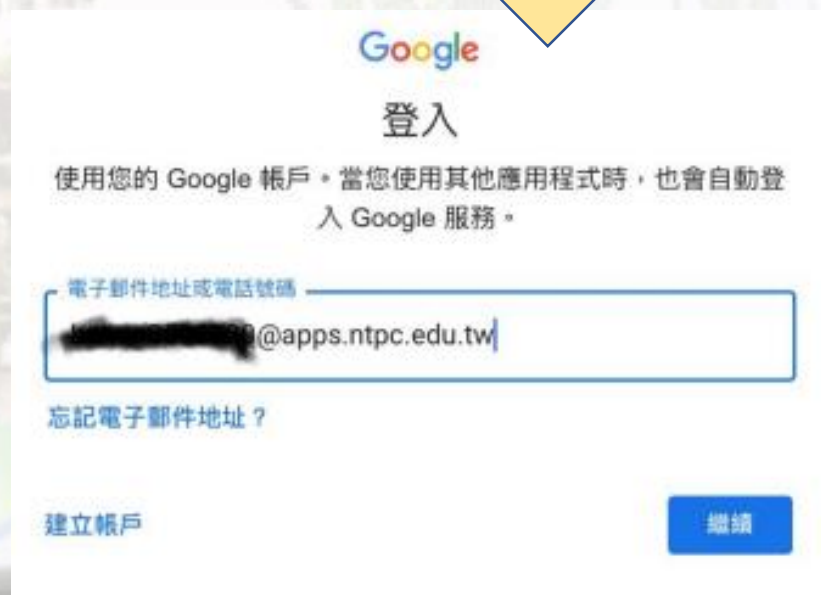 Google
登入
使用您的 Google 帳戶。當您使用其他應用程式時，也會自動登
入 Google 服務。
電子郵件地址或電話號碼
@apps.ntpc.edu.tw
忘記電子郵件地址？
建立帳戶
繼續